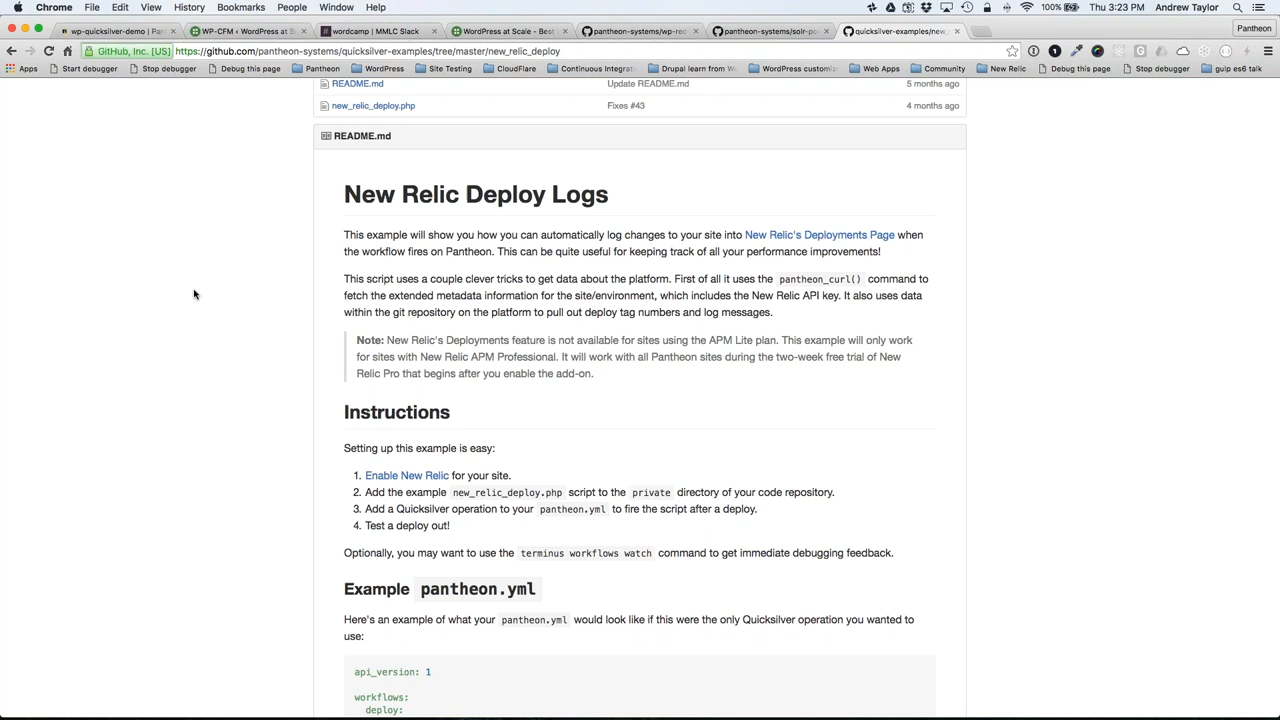 Chrome File Edit View History Bookmarks People Window Help 100% Thu 3:23 PM Andrew Taylor
wp-quicksilver-demo | Pan WP-CFM ‹ WordPress at S wordcamp | MMLC Slack WordPress at Scale - Best pantheon-systems/wp-red pantheon-systems/solr-po quicksilver-examples/new_ Pantheon
GitHub, Inc. [US] https://github.com/pantheon-systems/quicksilver-examples/tree/master/new_relic_deploy
Apps Start debugger Stop debugger Debug this page Pantheon WordPress Site Testing CloudFlare Continuous Integrat Drupal learn from W WordPress customiz Web Apps Community New Relic Debug this page Stop debugger gulp es6 talk
README.md Update README.md 5 months ago
new_relic_deploy.php Fixes #43 4 months ago
README.md
New Relic Deploy Logs
This example will show you how you can automatically log changes to your site into New Relic's Deployments Page when
the workflow fires on Pantheon. This can be quite useful for keeping track of all your performance improvements!
This script uses a couple clever tricks to get data about the platform. First of all it uses the pantheon_curl() command to
fetch the extended metadata information for the site/environment, which includes the New Relic API key. It also uses data
within the git repository on the platform to pull out deploy tag numbers and log messages.
Note: New Relic's Deployments feature is not available for sites using the APM Lite plan. This example will only work
for sites with New Relic APM Professional. It will work with all Pantheon sites during the two-week free trial of New
Relic Pro that begins after you enable the add-on.
Instructions
Setting up this example is easy:
1. Enable New Relic for your site.
2. Add the example new_relic_deploy.php script to the private directory of your code repository.
3. Add a Quicksilver operation to your pantheon.yml to fire the script after a deploy.
4. Test a deploy out!
Optionally, you may want to use the terminus workflows watch command to get immediate debugging feedback.
Example pantheon.yml
Here's an example of what your pantheon.yml would look like if this were the only Quicksilver operation you wanted to
use:
api_version: 1
workflows:
deploy: